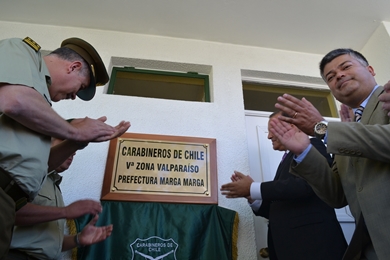 CARABINEROS DE CHILE
Vª ZONA VALPARAISO
PREFECTURA MARGA MARGA
CARABINEROS
DE CHILE